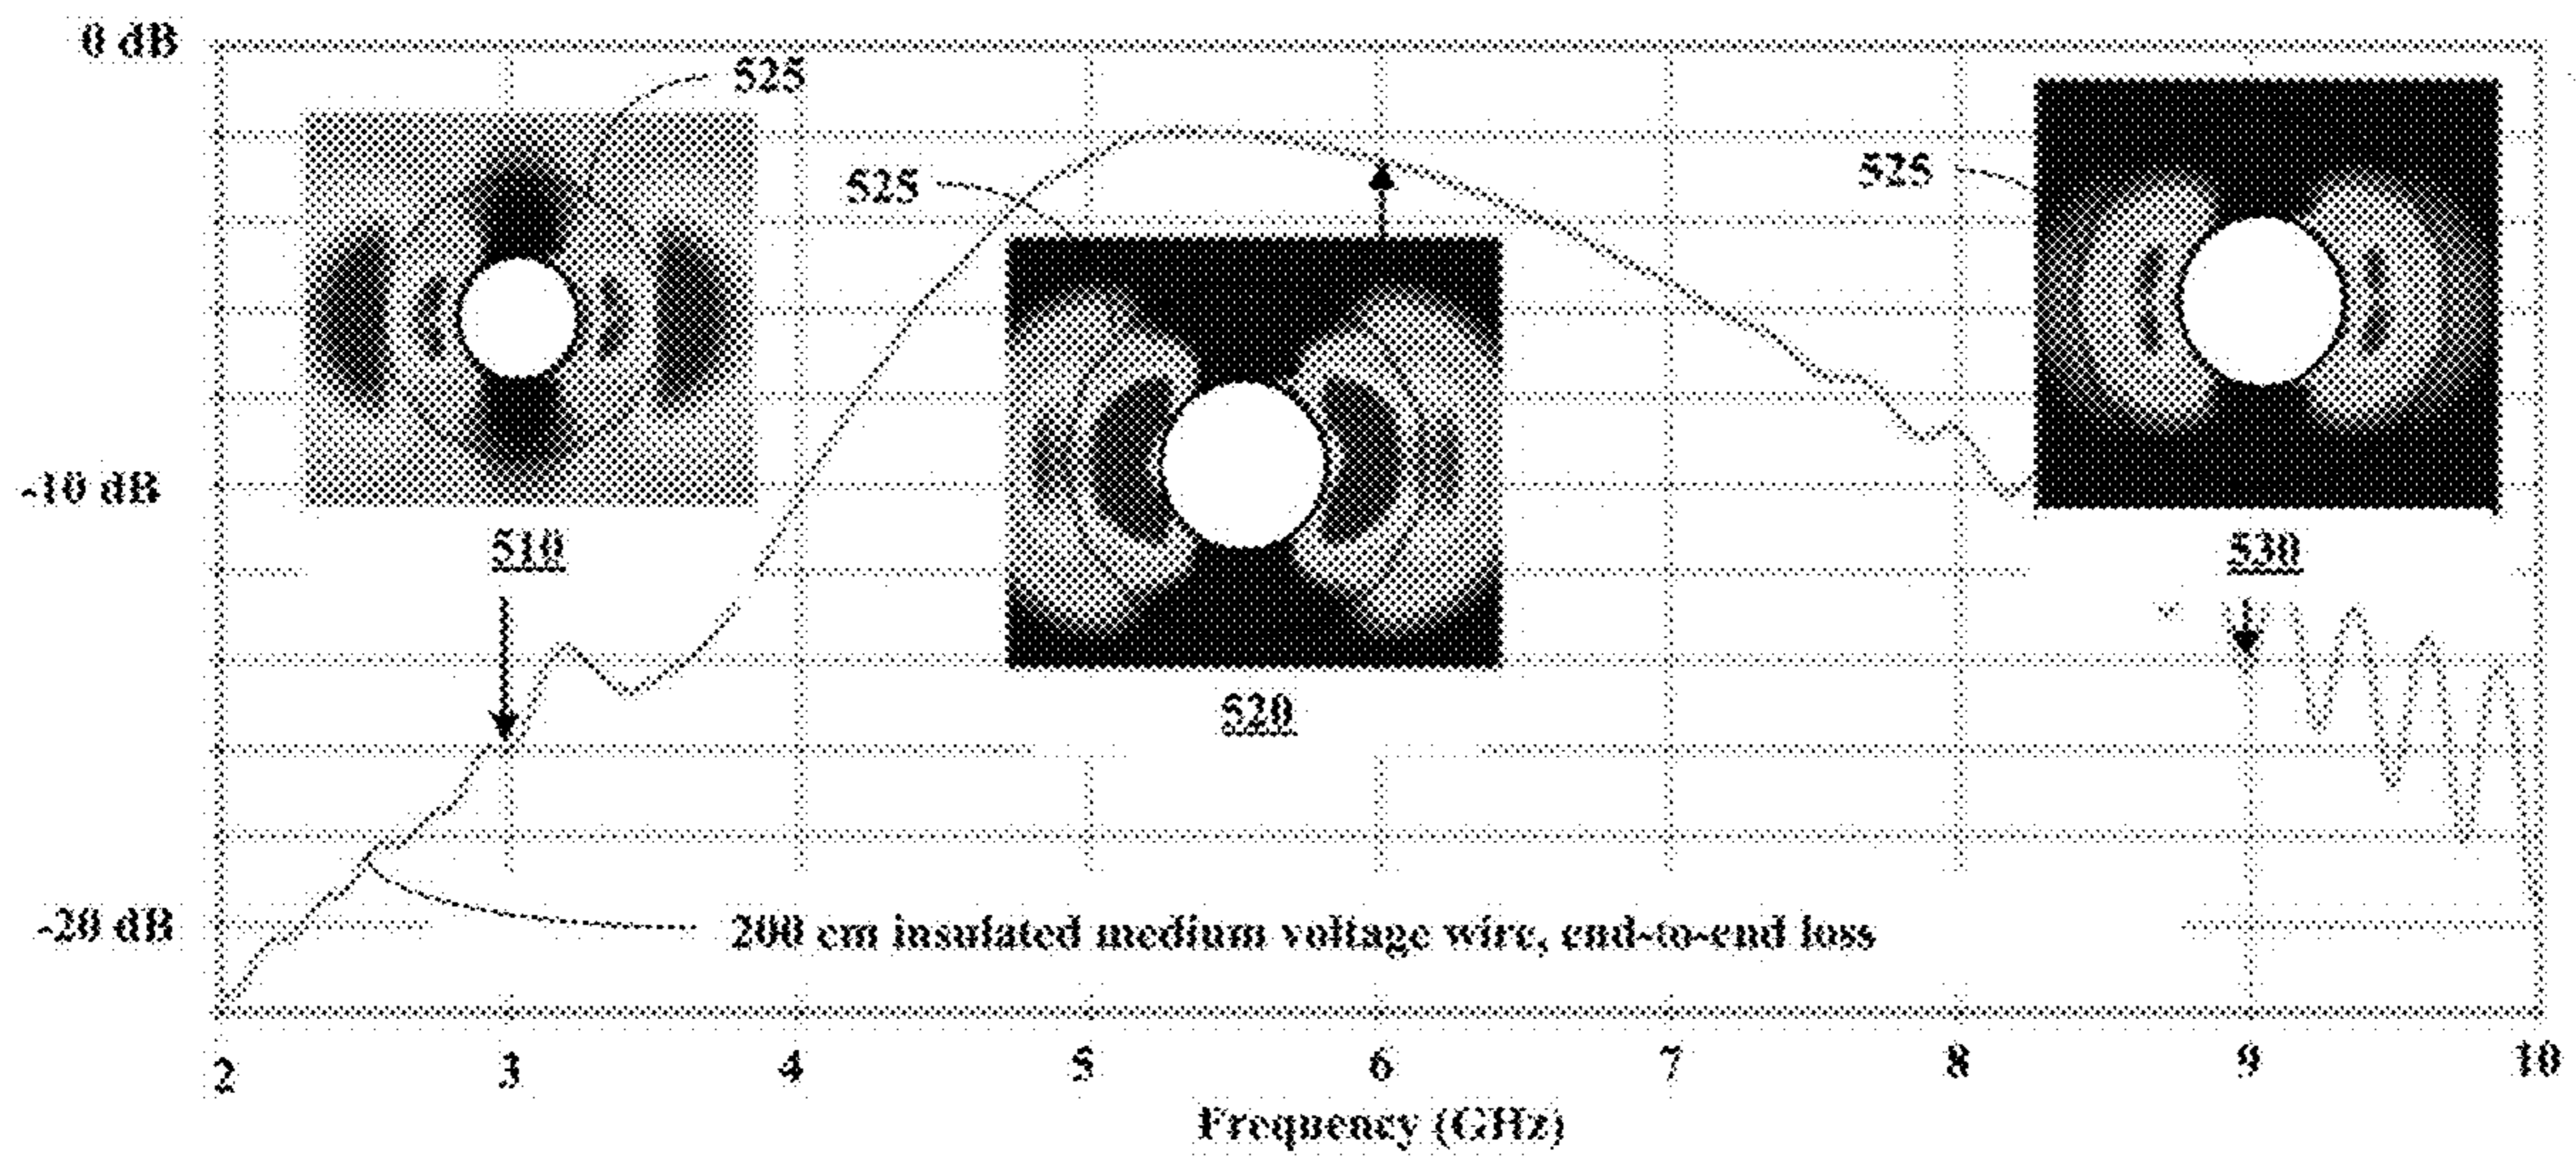 0 dB
525
525
525
-10 dB
510
530
520
-20 dB
200 cm insulated medium voltage wire, end-to-end loss
2 3 4 5 6 7 8 9 10
Frequency (GHz)